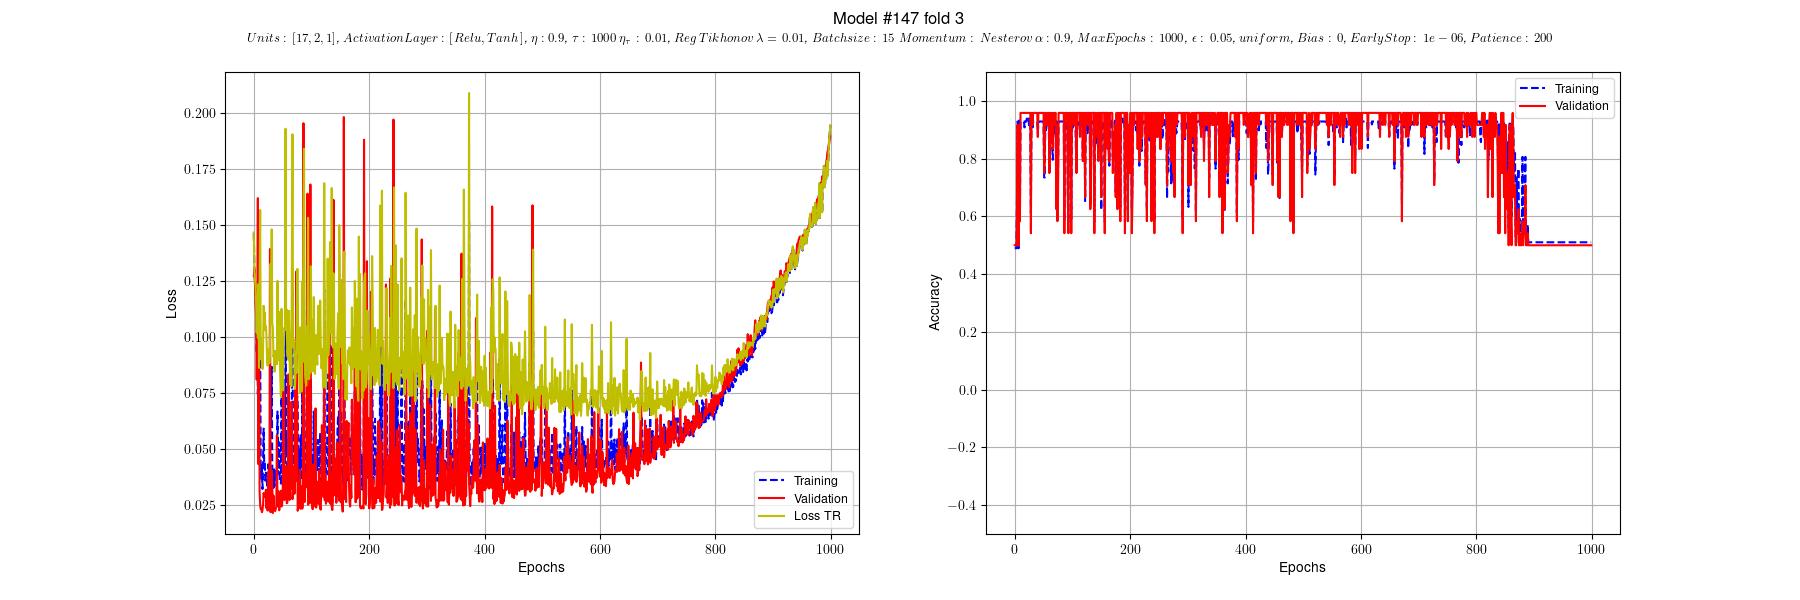 Model #147 fold 3
Units : [17, 2, 1], ActivationLayer : [Relu, Tanh], η : 0.9, τ : 1000 ητ : 0.01, Reg Tikhonov λ = 0.01, Batchsize : 15 Momentum : Nesterov α : 0.9, MaxEpochs : 1000, ϵ : 0.05, uniform, Bias : 0, EarlyStop : 1e − 06, Patience : 200
Loss
0.200
0.175
0.150
0.125
0.100
0.075
0.050
0.025
Training
Validation
Loss TR
0 200 400 600 800 1000
Epochs
Accuracy
1.0
0.8
0.6
0.4
0.2
0.0
−0.2
−0.4
Training
Validation
0 200 400 600 800 1000
Epochs